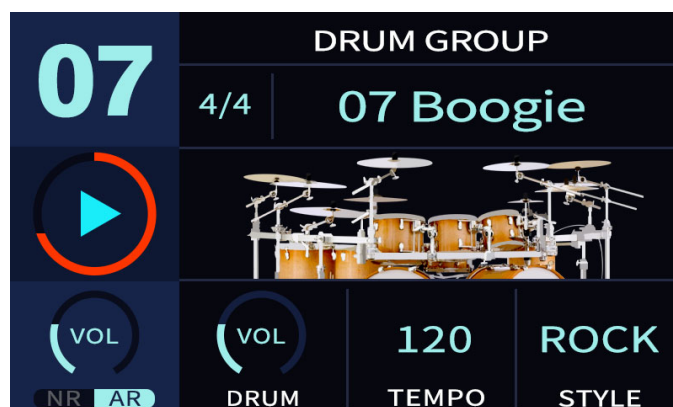 07
DRUM GROUP
4/4
07 Boogie
VOL
NR AR
VOL
DRUM
120
TEMPO
ROCK
STYLE